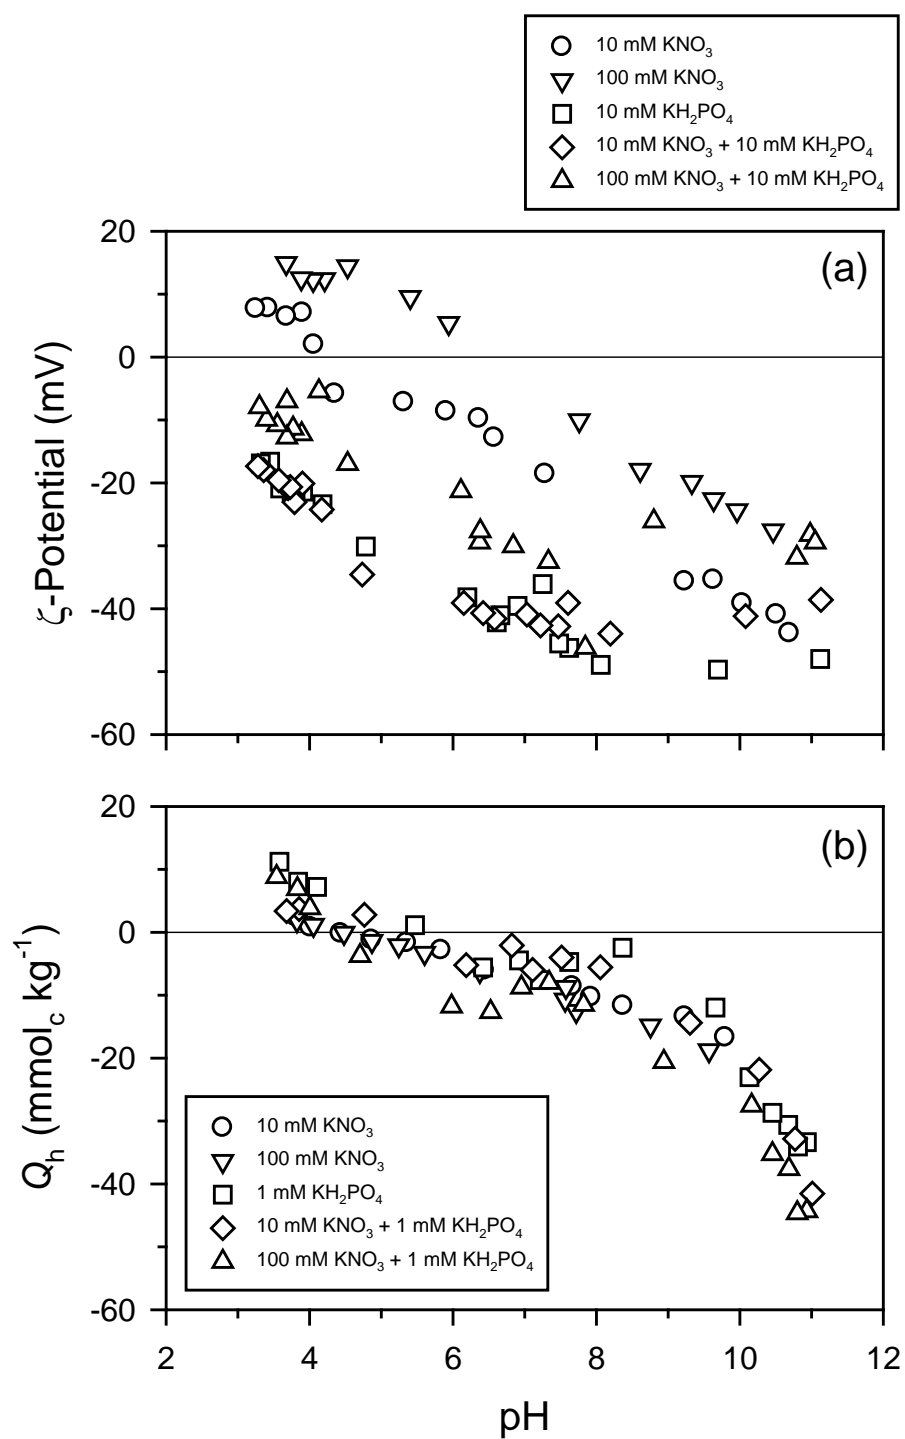 10 mM KNO₃
100 mM KNO₃
10 mM KH₂PO₄
10 mM KNO₃ + 10 mM KH₂PO₄
100 mM KNO₃ + 10 mM KH₂PO₄
(a)
20
0
-20
-40
-60
ζ-Potential (mV)
(b)
20
0
-20
-40
-60
Qₕ (mmol_c kg⁻¹)
10 mM KNO₃
100 mM KNO₃
1 mM KH₂PO₄
10 mM KNO₃ + 1 mM KH₂PO₄
100 mM KNO₃ + 1 mM KH₂PO₄
2 4 6 8 10 12
pH